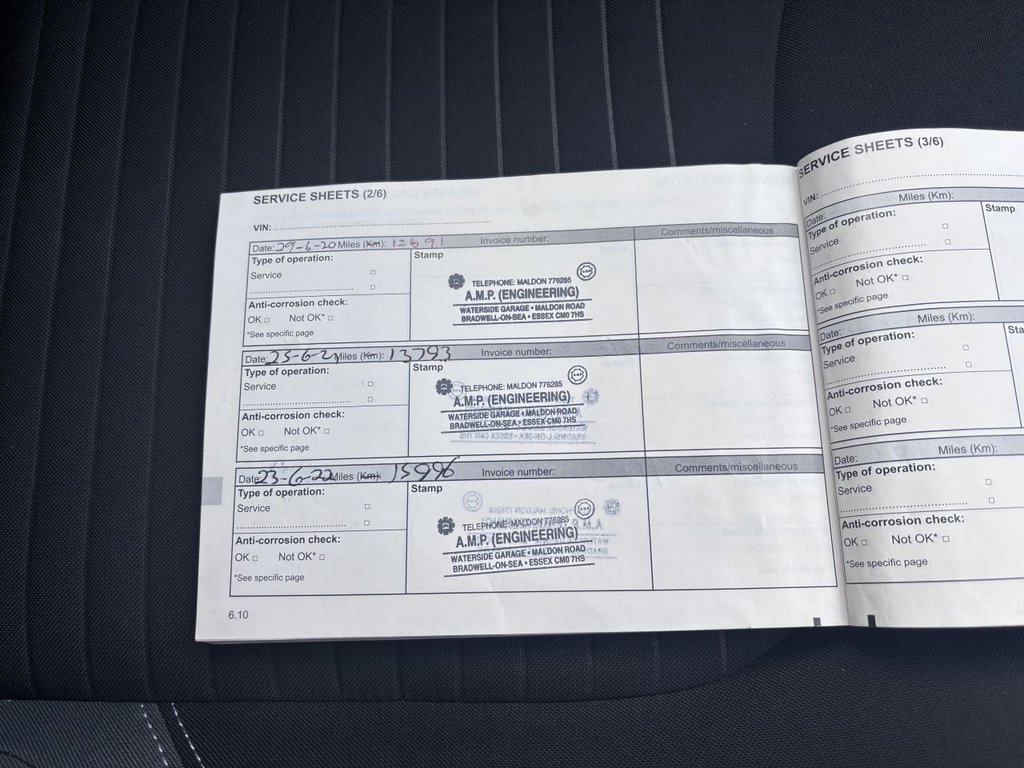 SERVICE SHEETS (2/6)
VIN:
Date: 29-6-20 Miles (Km): 12691 Invoice number: Comments/miscellaneous
Type of operation:
Service
Anti-corrosion check:
OK □ Not OK* □
*See specific page
Stamp
TELEPHONE: MALDON 776285
A.M.P. (ENGINEERING)
WATERSIDE GARAGE • MALDON ROAD
BRADWELL-ON-SEA • ESSEX CM0 7HS
Date: 25-6-21 Miles (Km): 13793 Invoice number: Comments/miscellaneous
Type of operation:
Service
Anti-corrosion check:
OK □ Not OK* □
*See specific page
Stamp
TELEPHONE: MALDON 776285
A.M.P. (ENGINEERING)
WATERSIDE GARAGE • MALDON ROAD
BRADWELL-ON-SEA • ESSEX CM0 7HS
Date: 23-6-22 Miles (Km): 15996 Invoice number: Comments/miscellaneous
Type of operation:
Service
Anti-corrosion check:
OK □ Not OK* □
*See specific page
Stamp
TELEPHONE: MALDON 776285
A.M.P. (ENGINEERING)
WATERSIDE GARAGE • MALDON ROAD
BRADWELL-ON-SEA • ESSEX CM0 7HS
6.10
SERVICE SHEETS (3/6)
VIN:
Date: Miles (Km):
Type of operation:
Service
Anti-corrosion check:
OK □ Not OK* □
*See specific page
Stamp
Date: Miles (Km):
Type of operation:
Service
Anti-corrosion check:
OK □ Not OK* □
*See specific page
Sta
Date: Miles (Km):
Type of operation:
Service
Anti-corrosion check:
OK □ Not OK* □
*See specific page